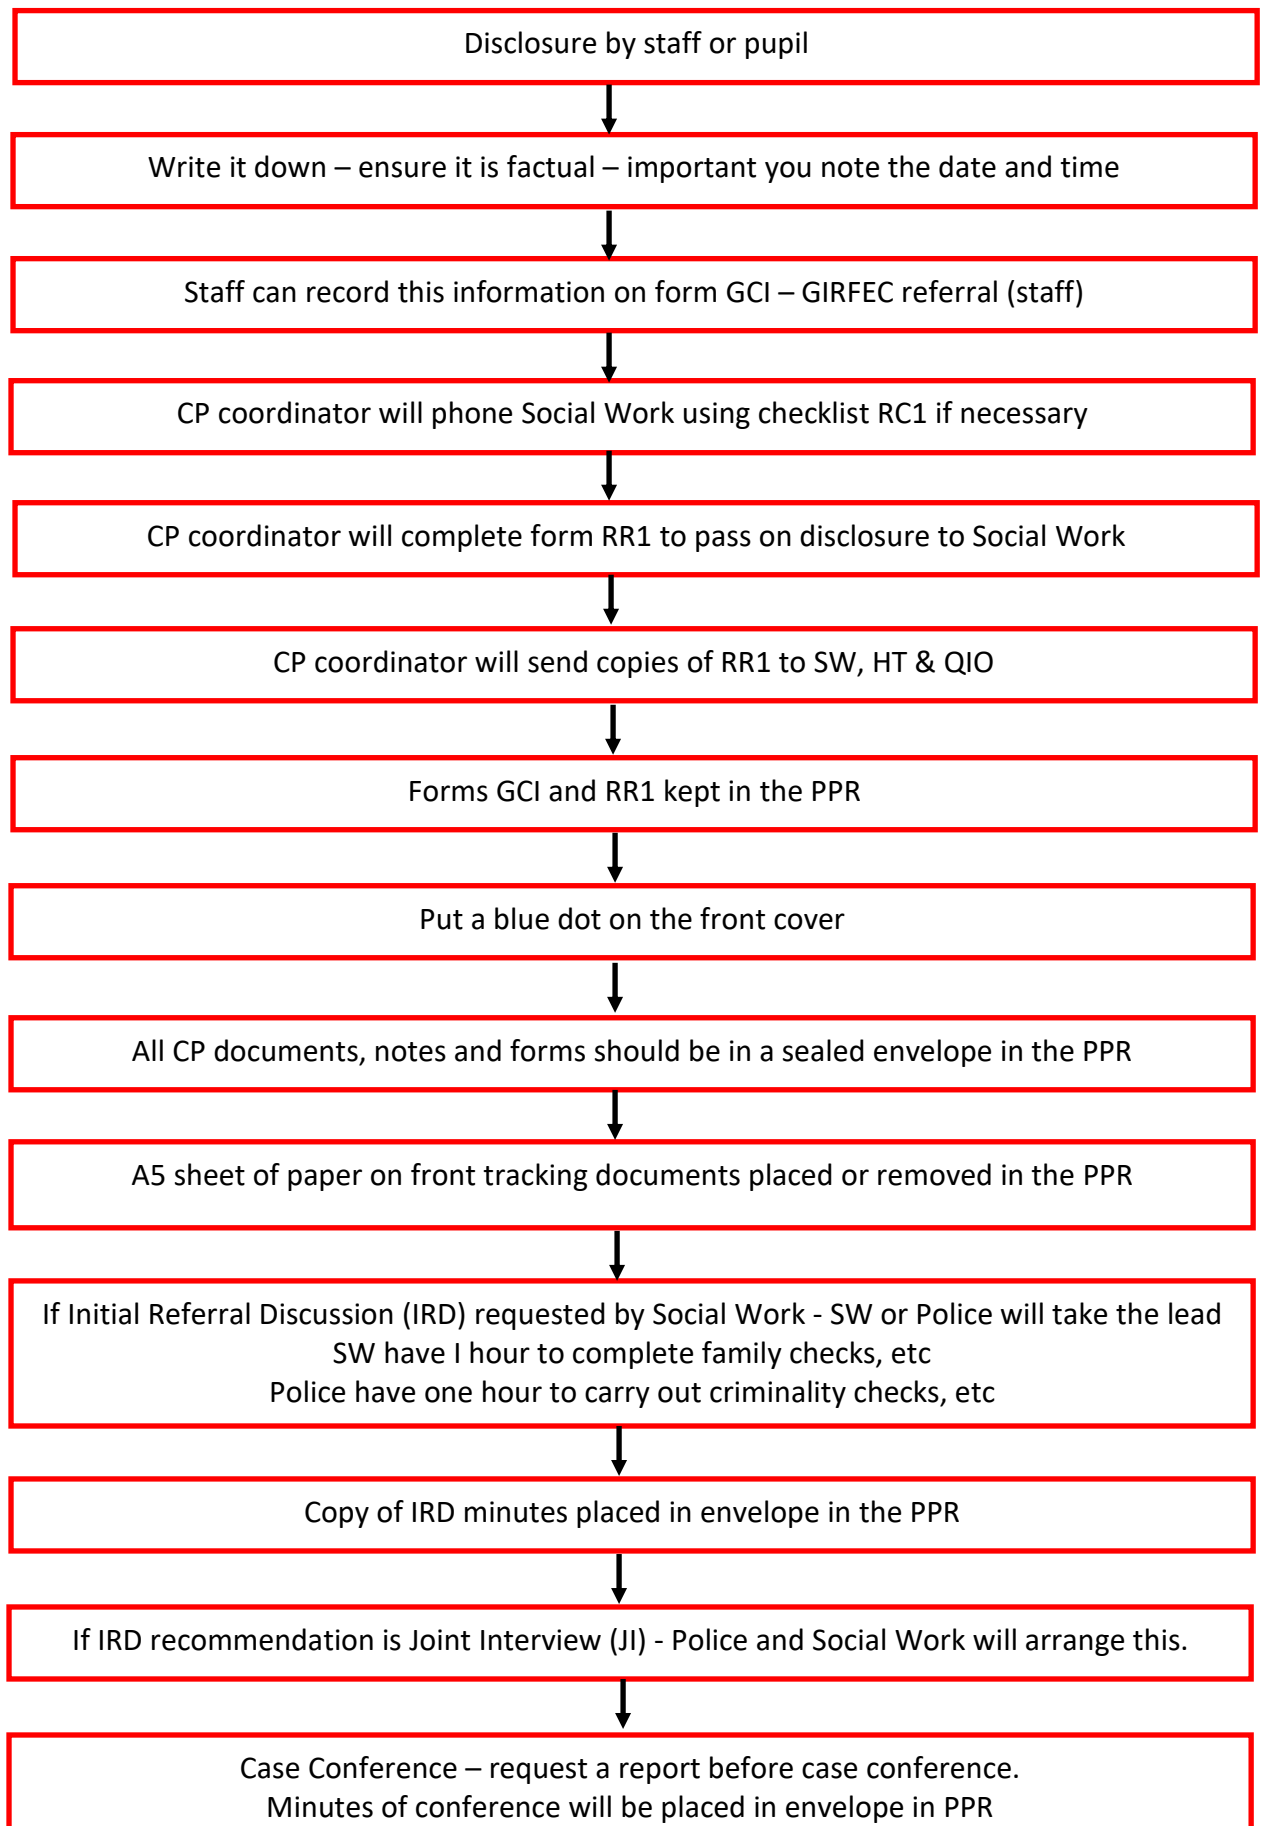 Disclosure by staff or pupil
Write it down – ensure it is factual – important you note the date and time
Staff can record this information on form GCI – GIRFEC referral (staff)
CP coordinator will phone Social Work using checklist RC1 if necessary
CP coordinator will complete form RR1 to pass on disclosure to Social Work
CP coordinator will send copies of RR1 to SW, HT & QIO
Forms GCI and RR1 kept in the PPR
Put a blue dot on the front cover
All CP documents, notes and forms should be in a sealed envelope in the PPR
A5 sheet of paper on front tracking documents placed or removed in the PPR
If Initial Referral Discussion (IRD) requested by Social Work - SW or Police will take the lead
SW have I hour to complete family checks, etc
Police have one hour to carry out criminality checks, etc
Copy of IRD minutes placed in envelope in the PPR
If IRD recommendation is Joint Interview (JI) - Police and Social Work will arrange this.
Case Conference – request a report before case conference.
Minutes of conference will be placed in envelope in PPR